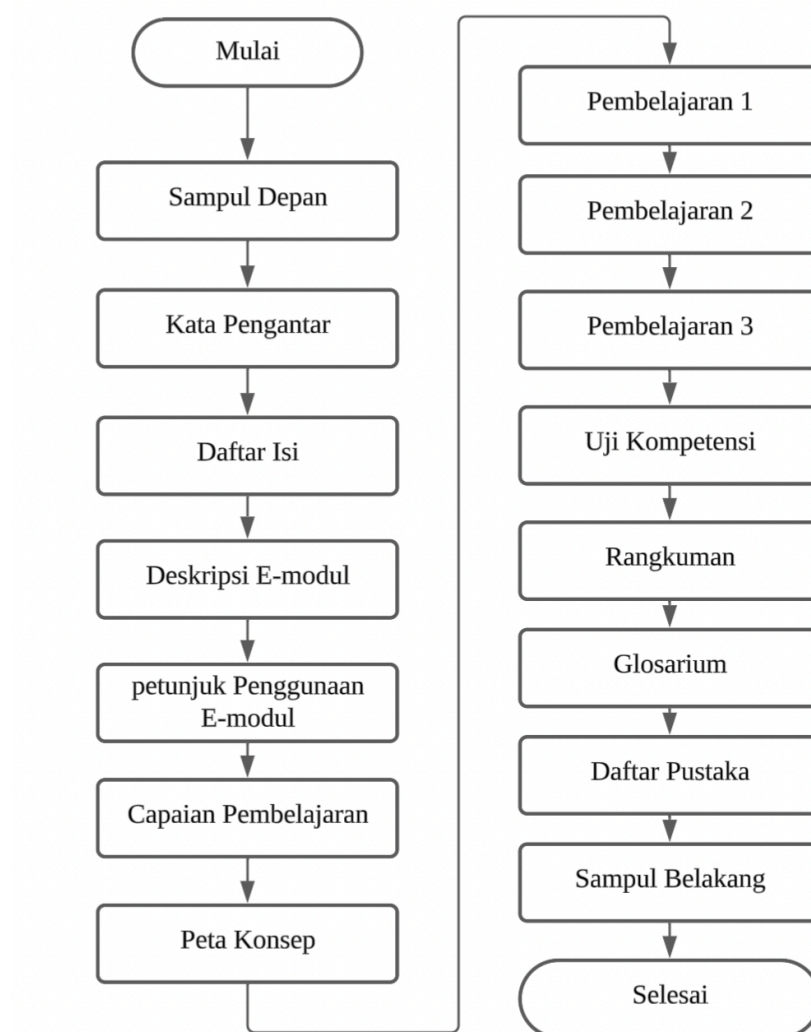 Mulai
Sampul Depan
Kata Pengantar
Daftar Isi
Deskripsi E-modul
petunjuk Penggunaan
E-modul
Capaian Pembelajaran
Peta Konsep
Pembelajaran 1
Pembelajaran 2
Pembelajaran 3
Uji Kompetensi
Rangkuman
Glosarium
Daftar Pustaka
Sampul Belakang
Selesai